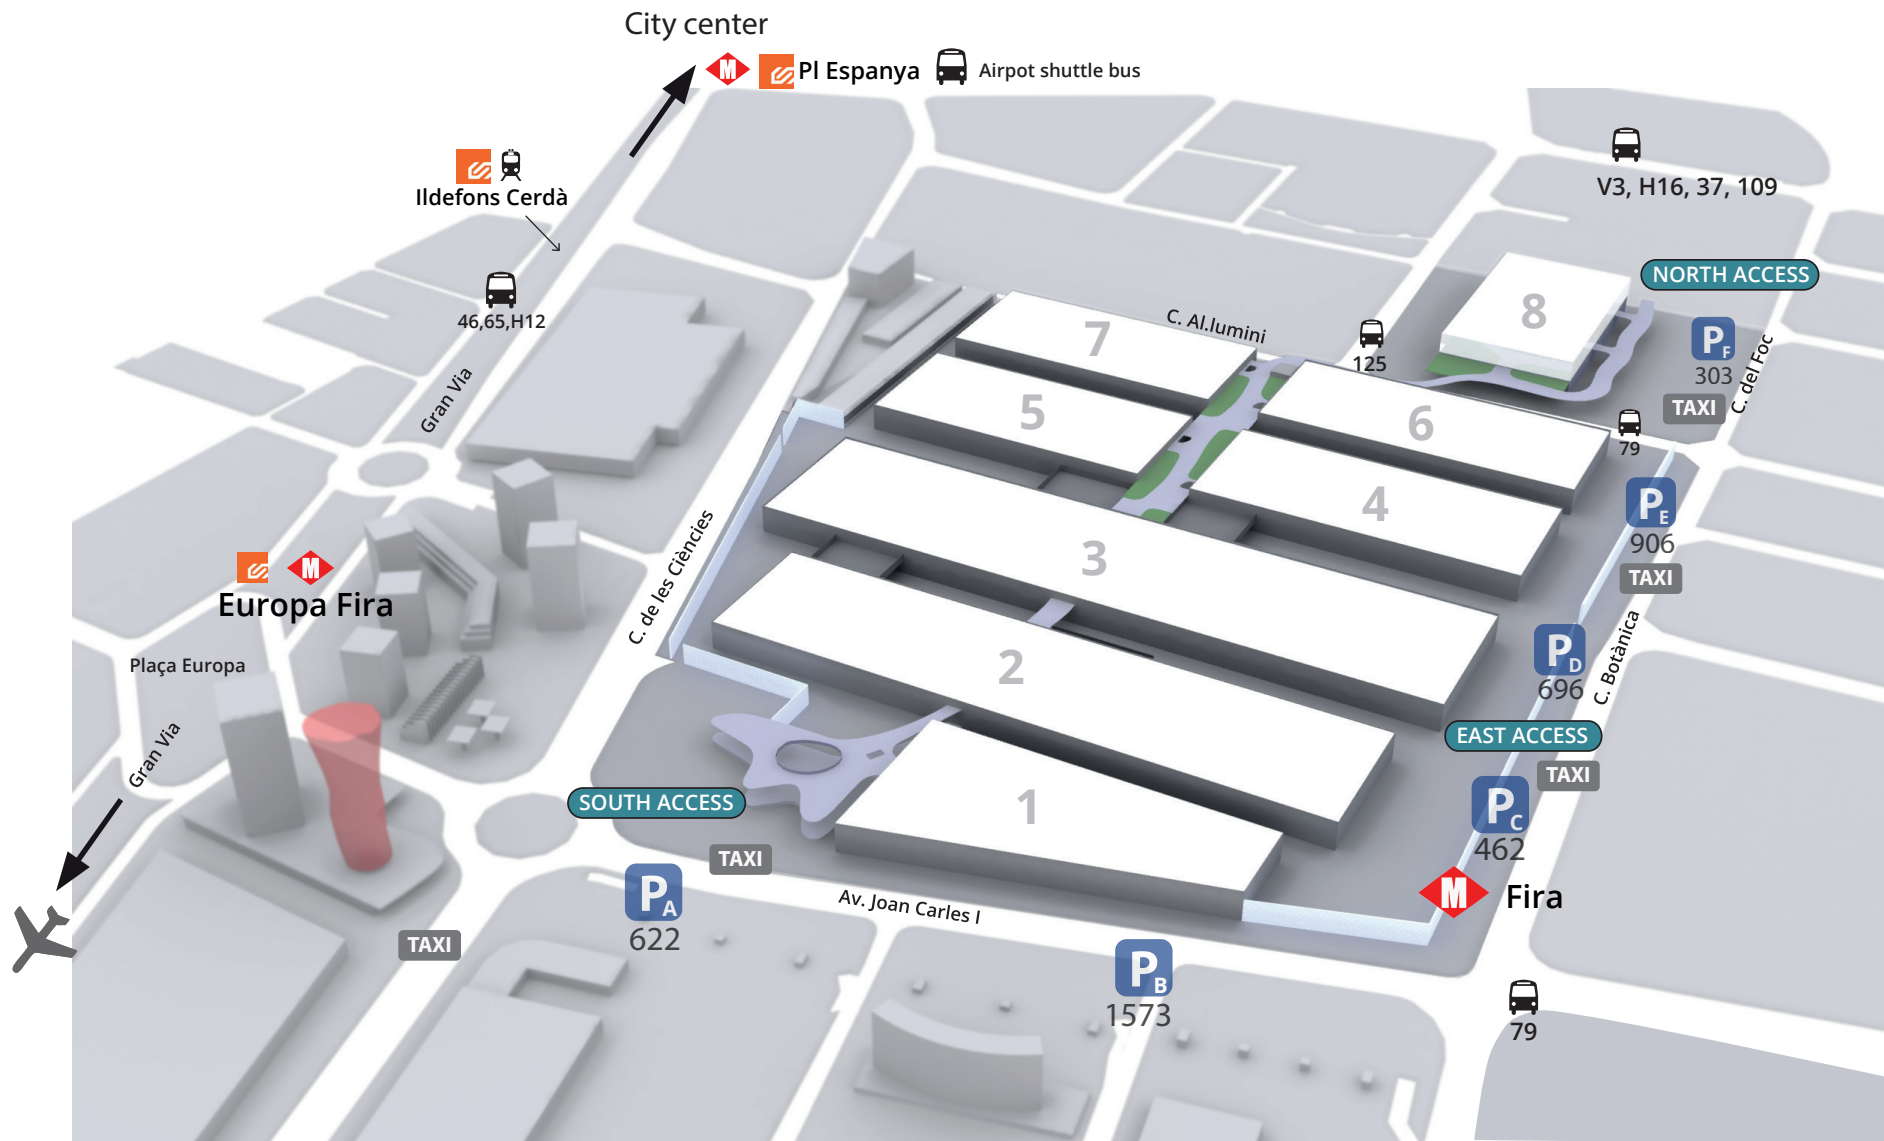 City center
M
Pl Espanya
Airpot shuttle bus
Ildefons Cerdà
V3, H16, 37, 109
NORTH ACCESS
46,65,H12
C. Al.lumini
8
7
125
P F
303
C. del Foc
TAXI
Gran Via
5
6
79
4
P E
906
TAXI
C. de les Ciències
3
M
Europa Fira
P D
696
C. Botànica
Plaça Europa
2
EAST ACCESS
TAXI
Gran Via
SOUTH ACCESS
1
P C
462
TAXI
M
Fira
P A
622
Av. Joan Carles I
TAXI
P B
1573
79